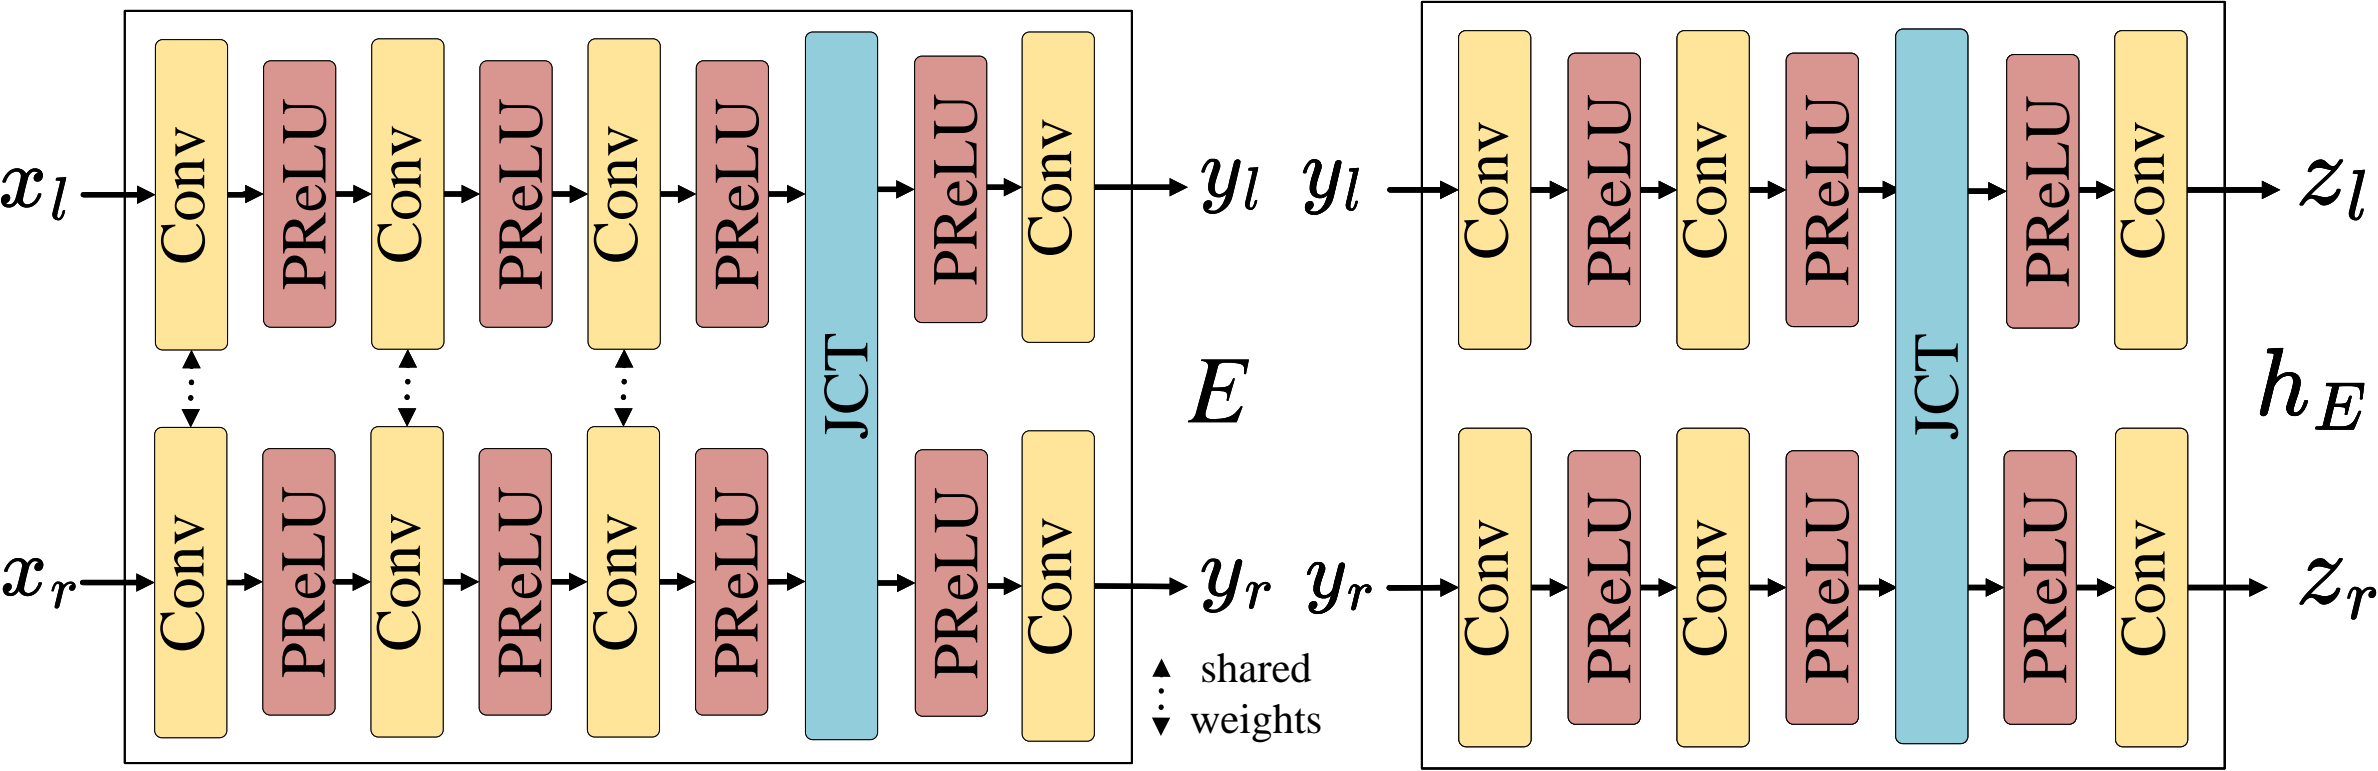 x_l Conv PReLU Conv PReLU Conv PReLU PReLU Conv y_l
JCT
E
x_r Conv PReLU Conv PReLU Conv PReLU PReLU Conv y_r
shared
weights
y_l Conv PReLU Conv PReLU PReLU Conv z_l
JCT
h_E
y_r Conv PReLU Conv PReLU PReLU Conv z_r